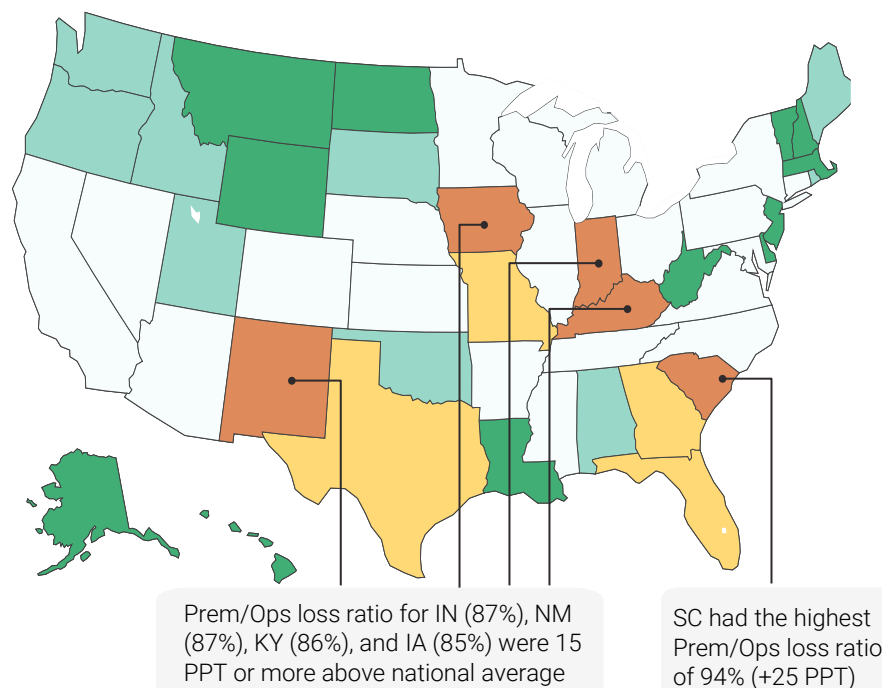 Prem/Ops loss ratio for IN (87%), NM
(87%), KY (86%), and IA (85%) were 15
PPT or more above national average
SC had the highest
Prem/Ops loss ratio
of 94% (+25 PPT)